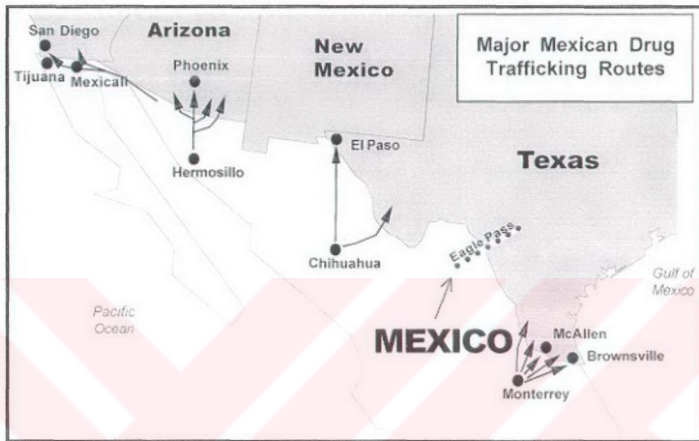 Major Mexican Drug
Trafficking Routes
San Diego
Arizona
New
Mexico
Tijuana
Mexicali
Phoenix
El Paso
Texas
Hermosillo
Chihuahua
Eagle Pass
Gulf of
Mexico
Pacific
Ocean
MEXICO
McAllen
Brownsville
Monterrey